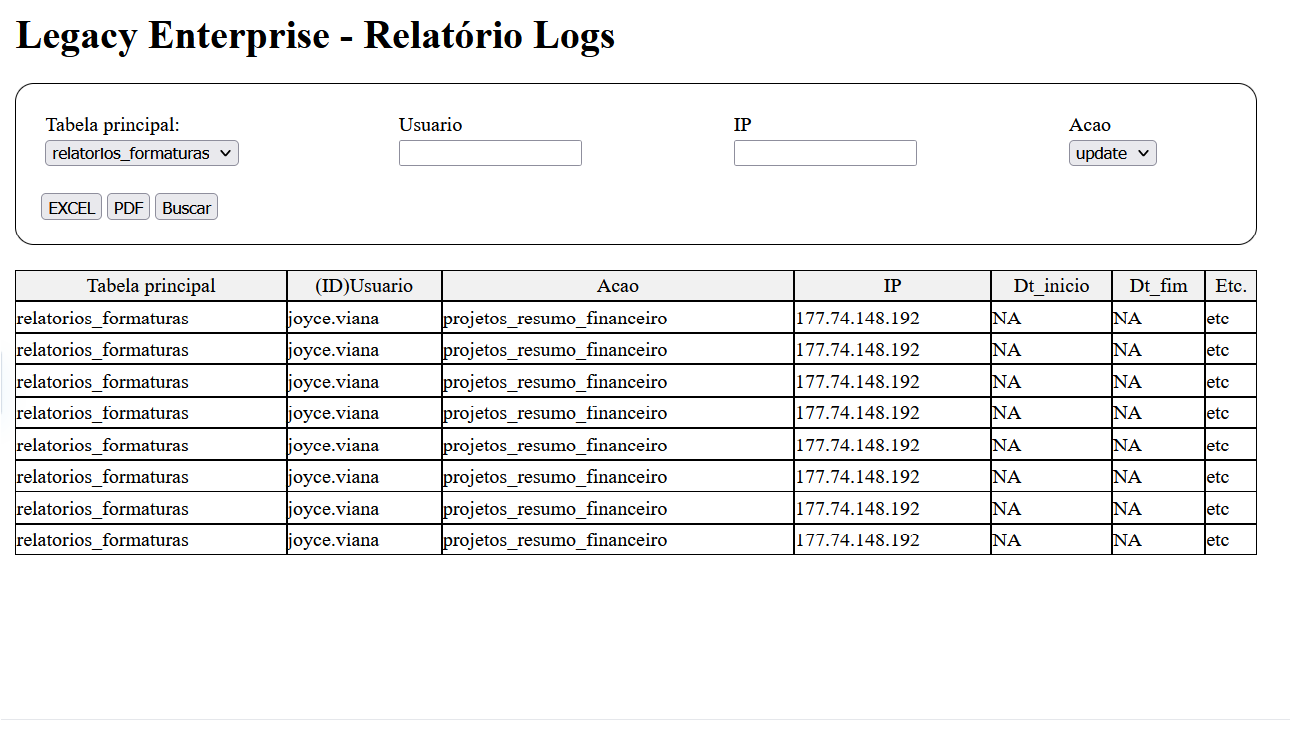 Legacy Enterprise - Relatório Logs
Tabela principal: Usuario IP Acao
relatorios_formaturas update
EXCEL PDF Buscar
Tabela principal (ID)Usuario Acao IP Dt_inicio Dt_fim Etc.
relatorios_formaturas joyce.viana projetos_resumo_financeiro 177.74.148.192 NA NA etc
relatorios_formaturas joyce.viana projetos_resumo_financeiro 177.74.148.192 NA NA etc
relatorios_formaturas joyce.viana projetos_resumo_financeiro 177.74.148.192 NA NA etc
relatorios_formaturas joyce.viana projetos_resumo_financeiro 177.74.148.192 NA NA etc
relatorios_formaturas joyce.viana projetos_resumo_financeiro 177.74.148.192 NA NA etc
relatorios_formaturas joyce.viana projetos_resumo_financeiro 177.74.148.192 NA NA etc
relatorios_formaturas joyce.viana projetos_resumo_financeiro 177.74.148.192 NA NA etc
relatorios_formaturas joyce.viana projetos_resumo_financeiro 177.74.148.192 NA NA etc